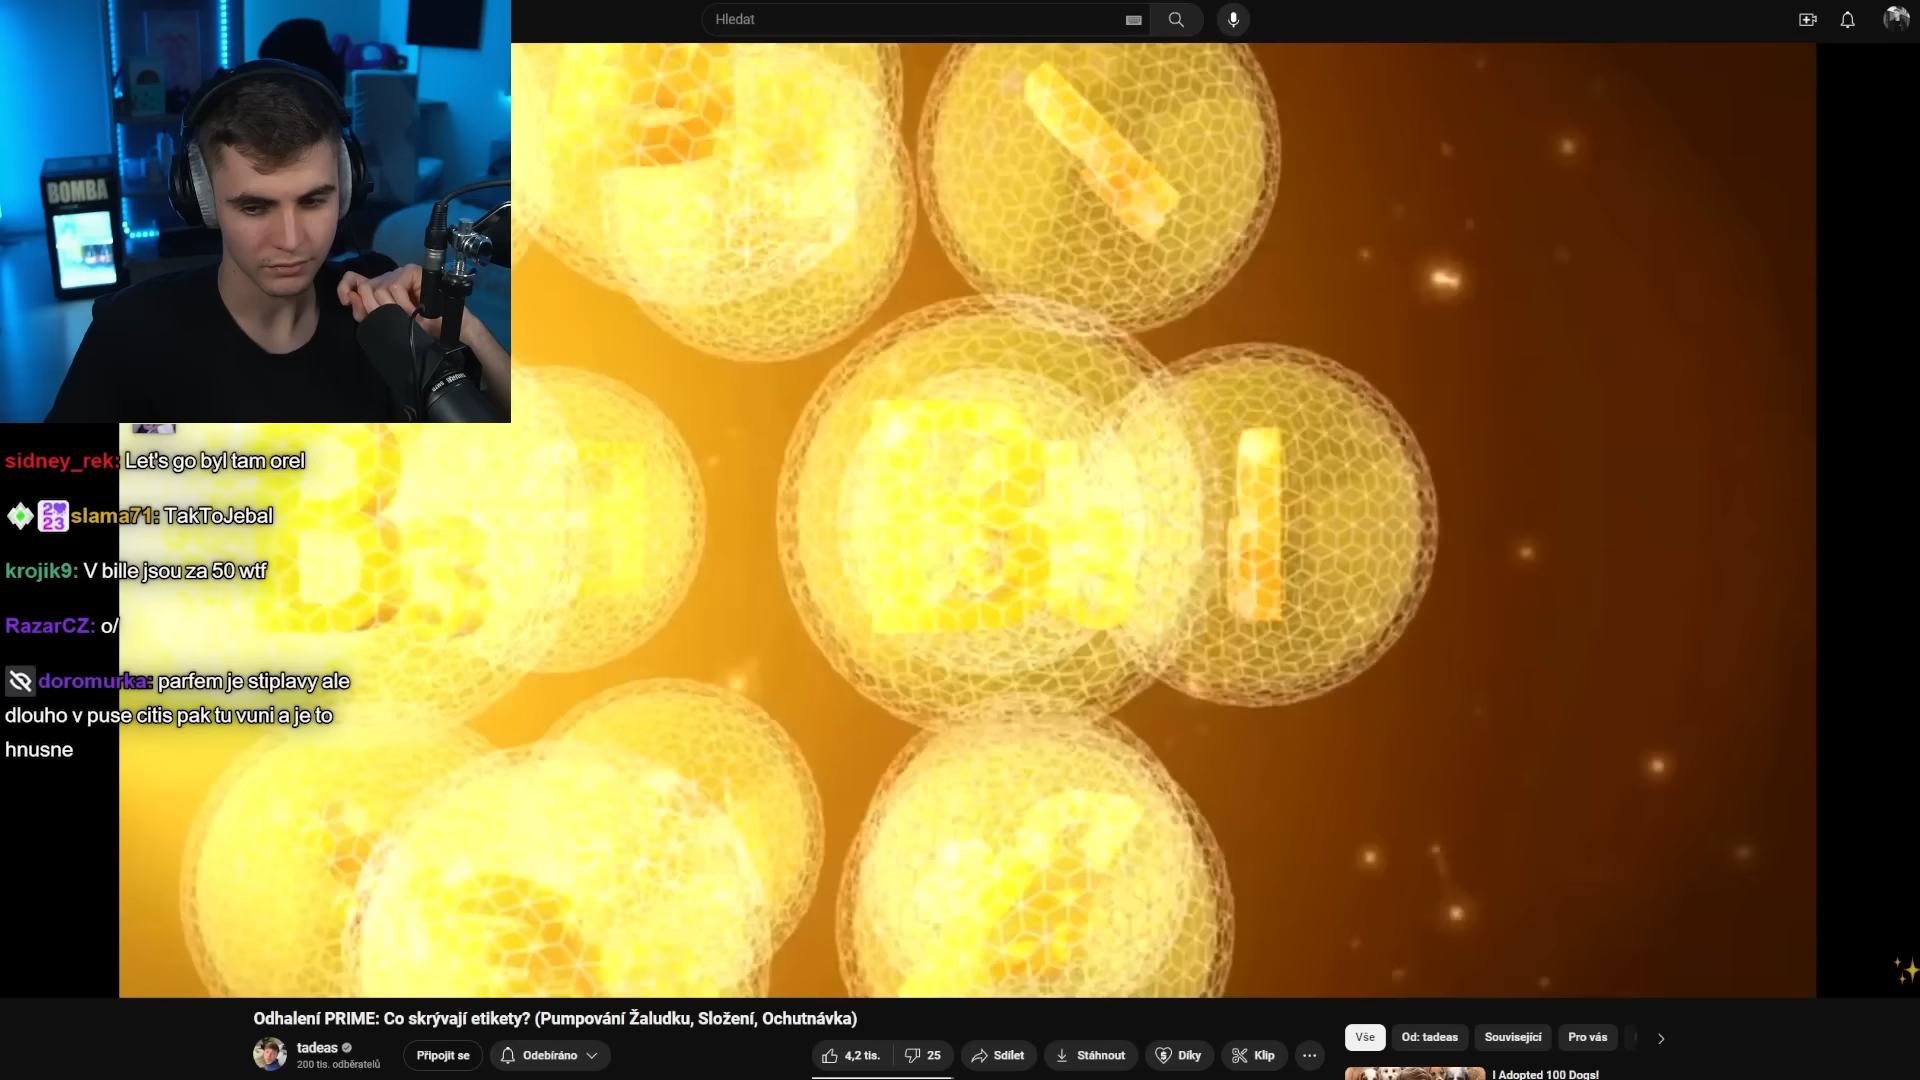 Hledat
BOMBA
sidney_rek: Let's go byl tam orel
2 23 slama71: TakToJebal
krojik9: V bille jsou za 50 wtf
RazarCZ: o/
doromurka: parfem je stiplavy ale
dlouho v puse citis pak tu vuni a je to
hnusne
Odhalení PRIME: Co skrývají etikety? (Pumpování Žaludku, Složení, Ochutnávka)
tadeas
200 tis. odběratelů
Připojit se
Odebíráno
4,2 tis.
25
Sdílet
Stáhnout
Díky
Klip
Vše
Od: tadeas
Související
Pro vás
I Adopted 100 Dogs!